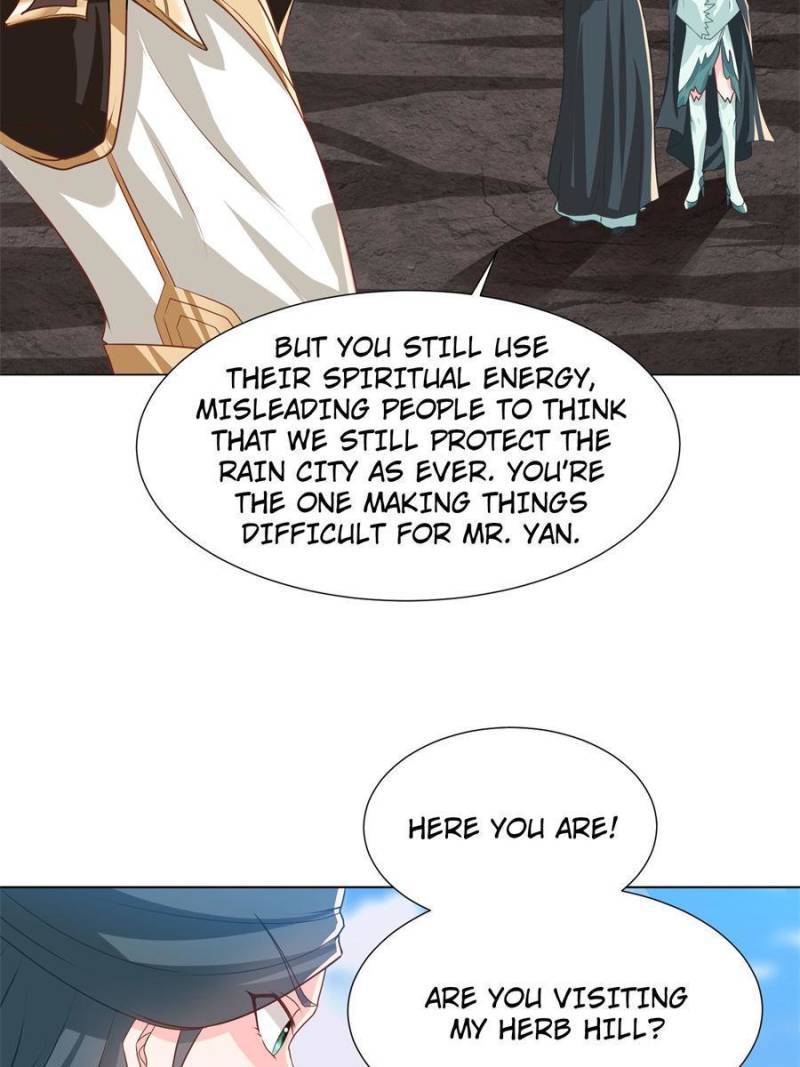 BUT YOU STILL USE
THEIR SPIRITUAL ENERGY,
MISLEADING PEOPLE TO THINK
THAT WE STILL PROTECT THE
RAIN CITY AS EVER. YOU'RE
THE ONE MAKING THINGS
DIFFICULT FOR MR. YAN.
HERE YOU ARE!
ARE YOU VISITING
MY HERB HILL?